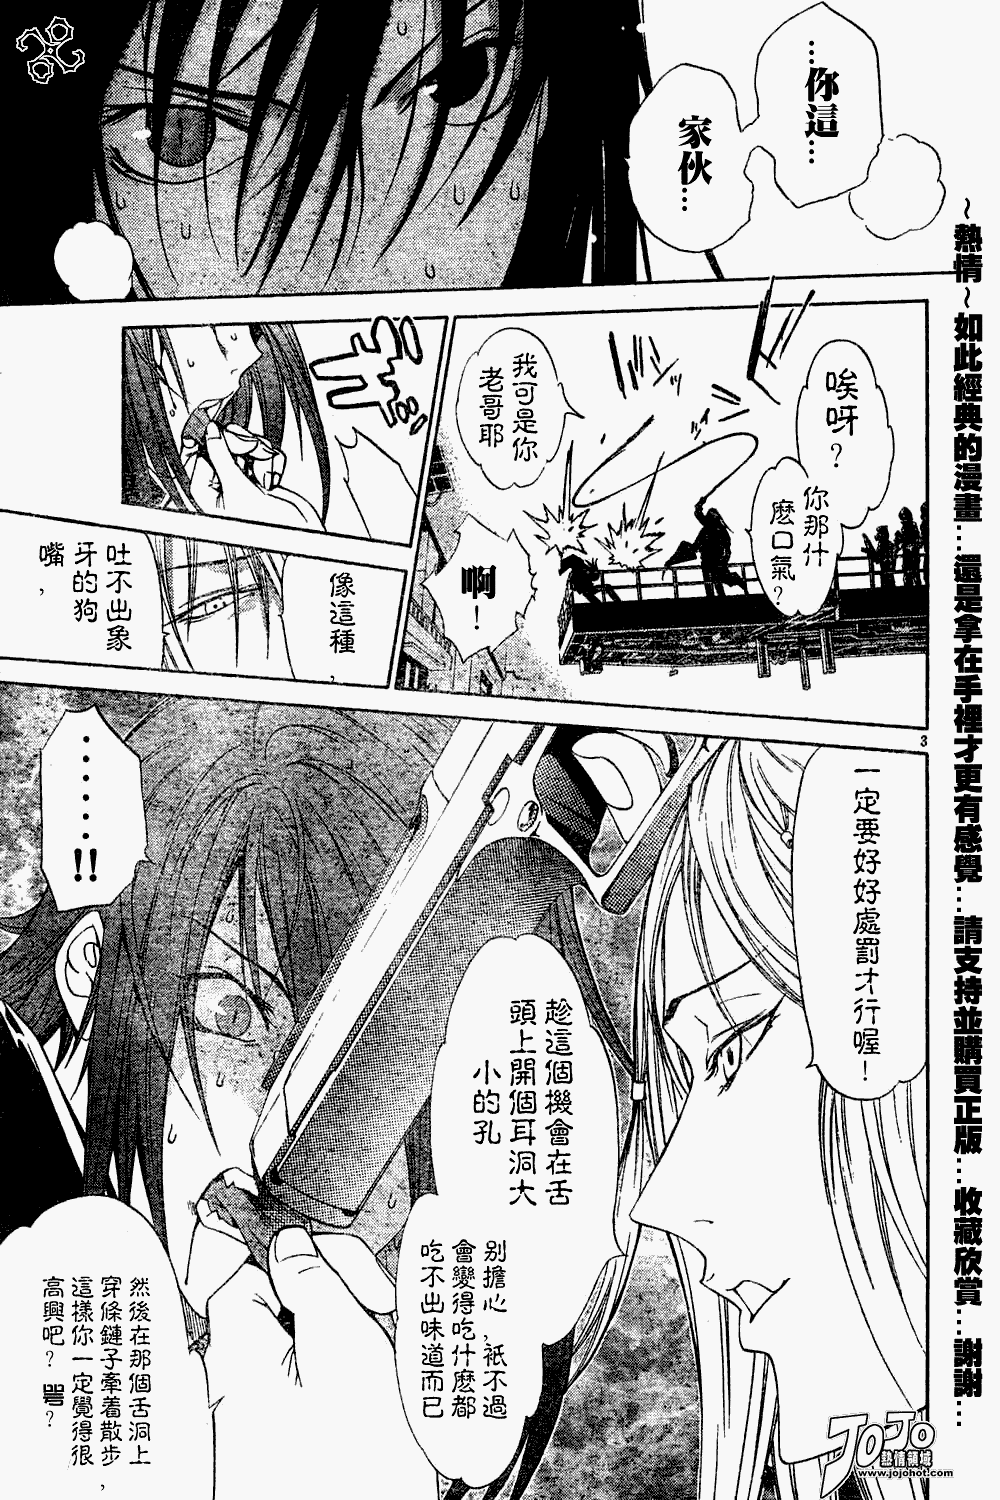 …你這…
家伙…
唉呀?
你那什
麽口氣?
我可是你
老哥耶
啊!
像這種,
吐不出象
牙的狗
嘴,
3
一定要好好處罰才行喔!
趁這個機會在舌
頭上開個耳洞大
小的孔
别擔心,祇不過
會變得吃什麽都
吃不出味道而已
……!!
然後在那個舌洞上,
穿條鏈子牽着散步
這樣你一定覺得很
高興吧?
~熱情~如此經典的漫畫…還是拿在手裡才更有感覺…請支持並購買正版…收藏欣賞…謝謝…
JOJO
熱情領域
www.jojohot.com